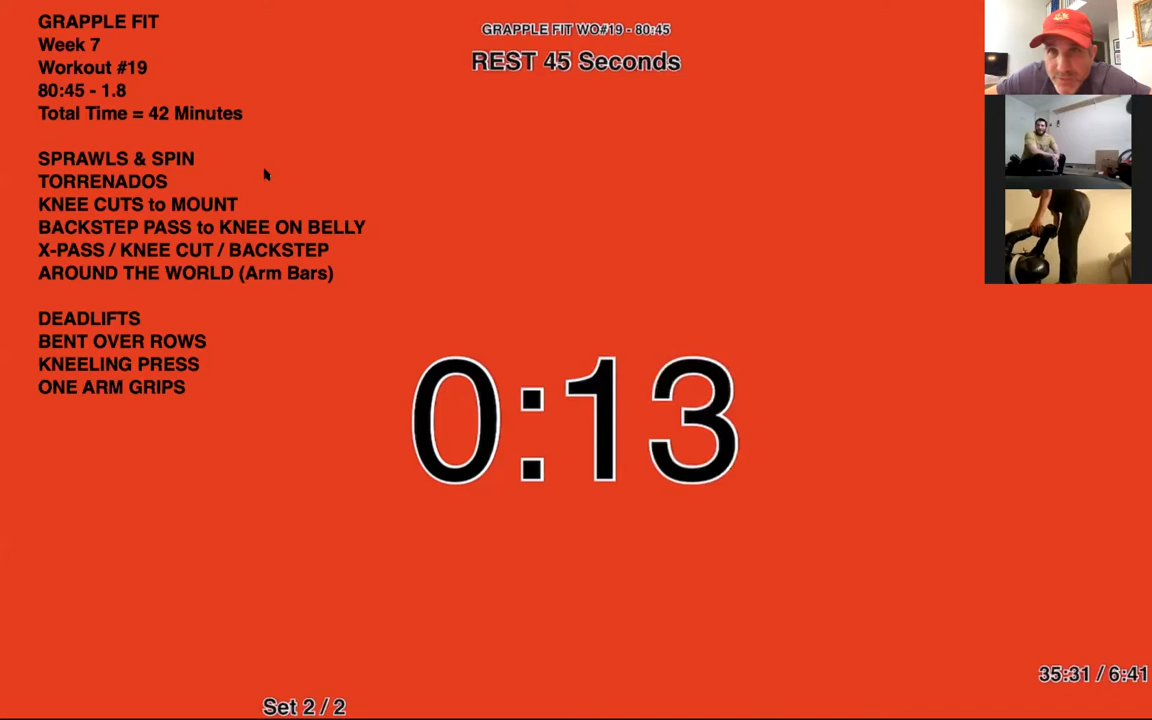 GRAPPLE FIT
Week 7
Workout #19
80:45 - 1.8
Total Time = 42 Minutes
SPRAWLS & SPIN
TORRENADOS
KNEE CUTS to MOUNT
BACKSTEP PASS to KNEE ON BELLY
X-PASS / KNEE CUT / BACKSTEP
AROUND THE WORLD (Arm Bars)
DEADLIFTS
BENT OVER ROWS
KNEELING PRESS
ONE ARM GRIPS
GRAPPLE FIT WO#19 - 80:45
REST 45 Seconds
0:13
35:31 / 6:41
Set 2 / 2